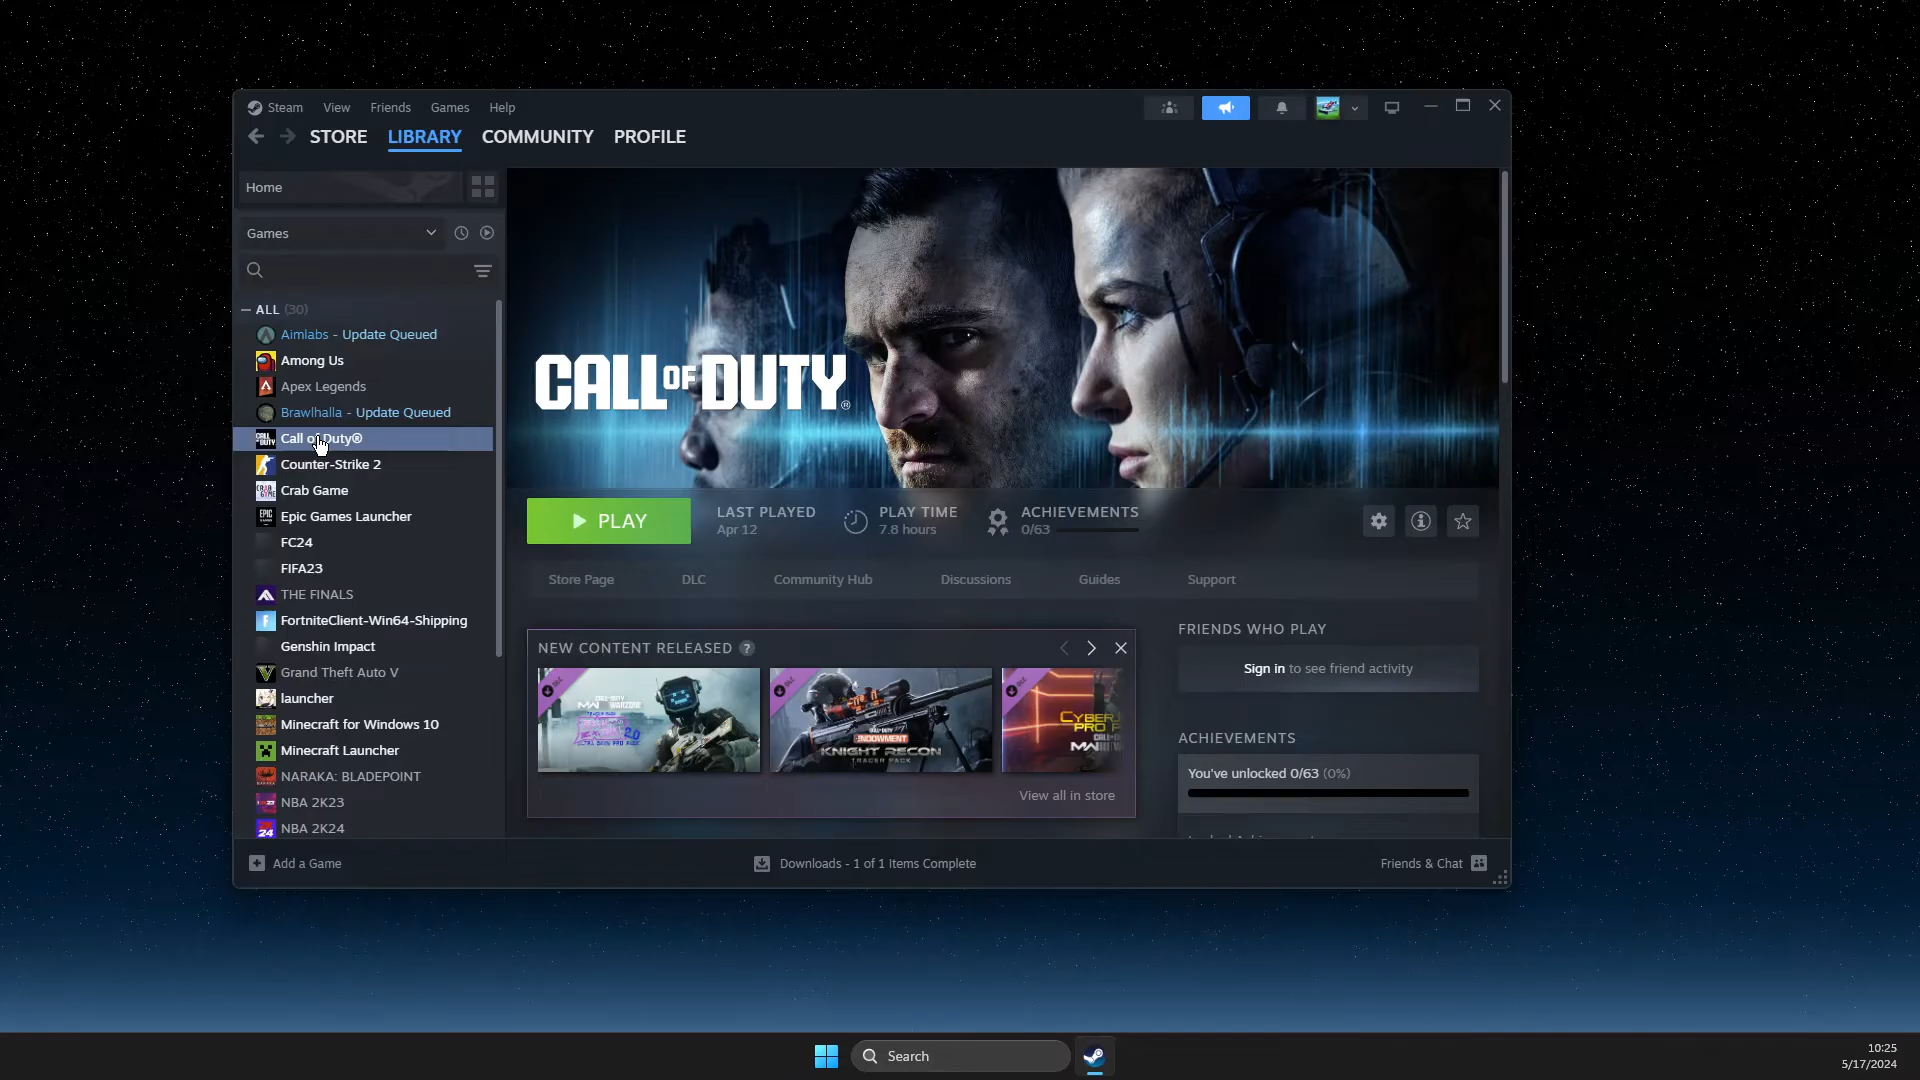 Steam View Friends Games Help
STORE LIBRARY COMMUNITY PROFILE
Home
Games
ALL (30)
Aimlabs - Update Queued
Among Us
Apex Legends
Brawlhalla - Update Queued
Call of Duty®
Counter-Strike 2
Crab Game
Epic Games Launcher
FC24
FIFA23
THE FINALS
FortniteClient-Win64-Shipping
Genshin Impact
Grand Theft Auto V
launcher
Minecraft for Windows 10
Minecraft Launcher
NARAKA: BLADEPOINT
NBA 2K23
NBA 2K24
Add a Game
CALL OF DUTY®
PLAY
LAST PLAYED
Apr 12
PLAY TIME
7.8 hours
ACHIEVEMENTS
0/63
Store Page DLC Community Hub Discussions Guides Support
NEW CONTENT RELEASED ?
KNIGHT RECON
TRACER PACK
View all in store
FRIENDS WHO PLAY
Sign in to see friend activity
ACHIEVEMENTS
You've unlocked 0/63 (0%)
Downloads - 1 of 1 Items Complete
Friends & Chat
Search
10:25
5/17/2024